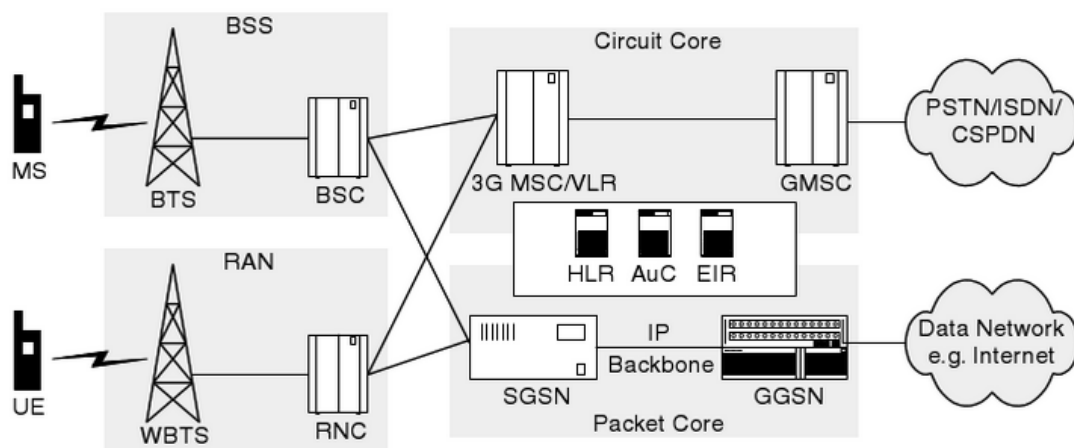 BSS
MS
BTS
BSC
Circuit Core
3G MSC/VLR
GMSC
PSTN/ISDN/
CSPDN
HLR
AuC
EIR
RAN
UE
WBTS
RNC
SGSN
IP
Backbone
GGSN
Packet Core
Data Network
e.g. Internet